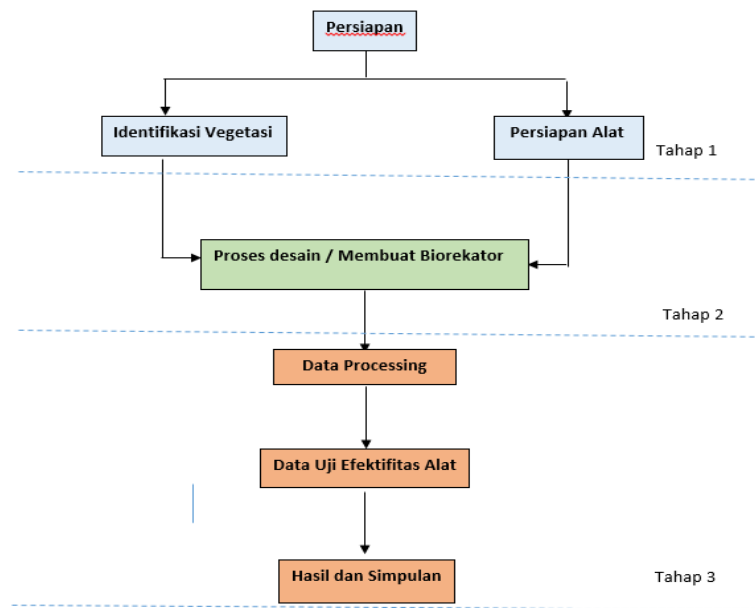 Persiapan
Identifikasi Vegetasi
Persiapan Alat
Tahap 1
Proses desain / Membuat Biorekator
Tahap 2
Data Processing
Data Uji Efektifitas Alat
Hasil dan Simpulan
Tahap 3